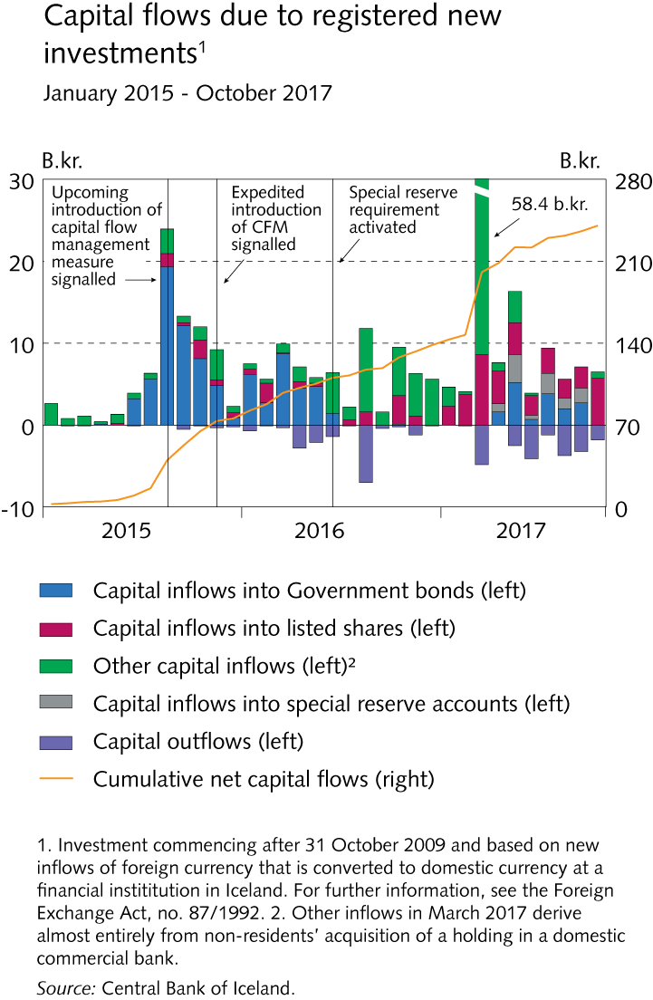 Capital flows due to registered new
investments¹
January 2015 - October 2017
B.kr.
B.kr.
30
20
10
0
-10
280
210
140
70
0
Upcoming
introduction of
capital flow
management
measure
signalled
Expedited
introduction
of CFM
signalled
Special reserve
requirement
activated
58.4 b.kr.
2015
2016
2017
Capital inflows into Government bonds (left)
Capital inflows into listed shares (left)
Other capital inflows (left)²
Capital inflows into special reserve accounts (left)
Capital outflows (left)
Cumulative net capital flows (right)
1. Investment commencing after 31 October 2009 and based on new
inflows of foreign currency that is converted to domestic currency at a
financial instititution in Iceland. For further information, see the Foreign
Exchange Act, no. 87/1992. 2. Other inflows in March 2017 derive
almost entirely from non-residents’ acquisition of a holding in a domestic
commercial bank.
Source: Central Bank of Iceland.